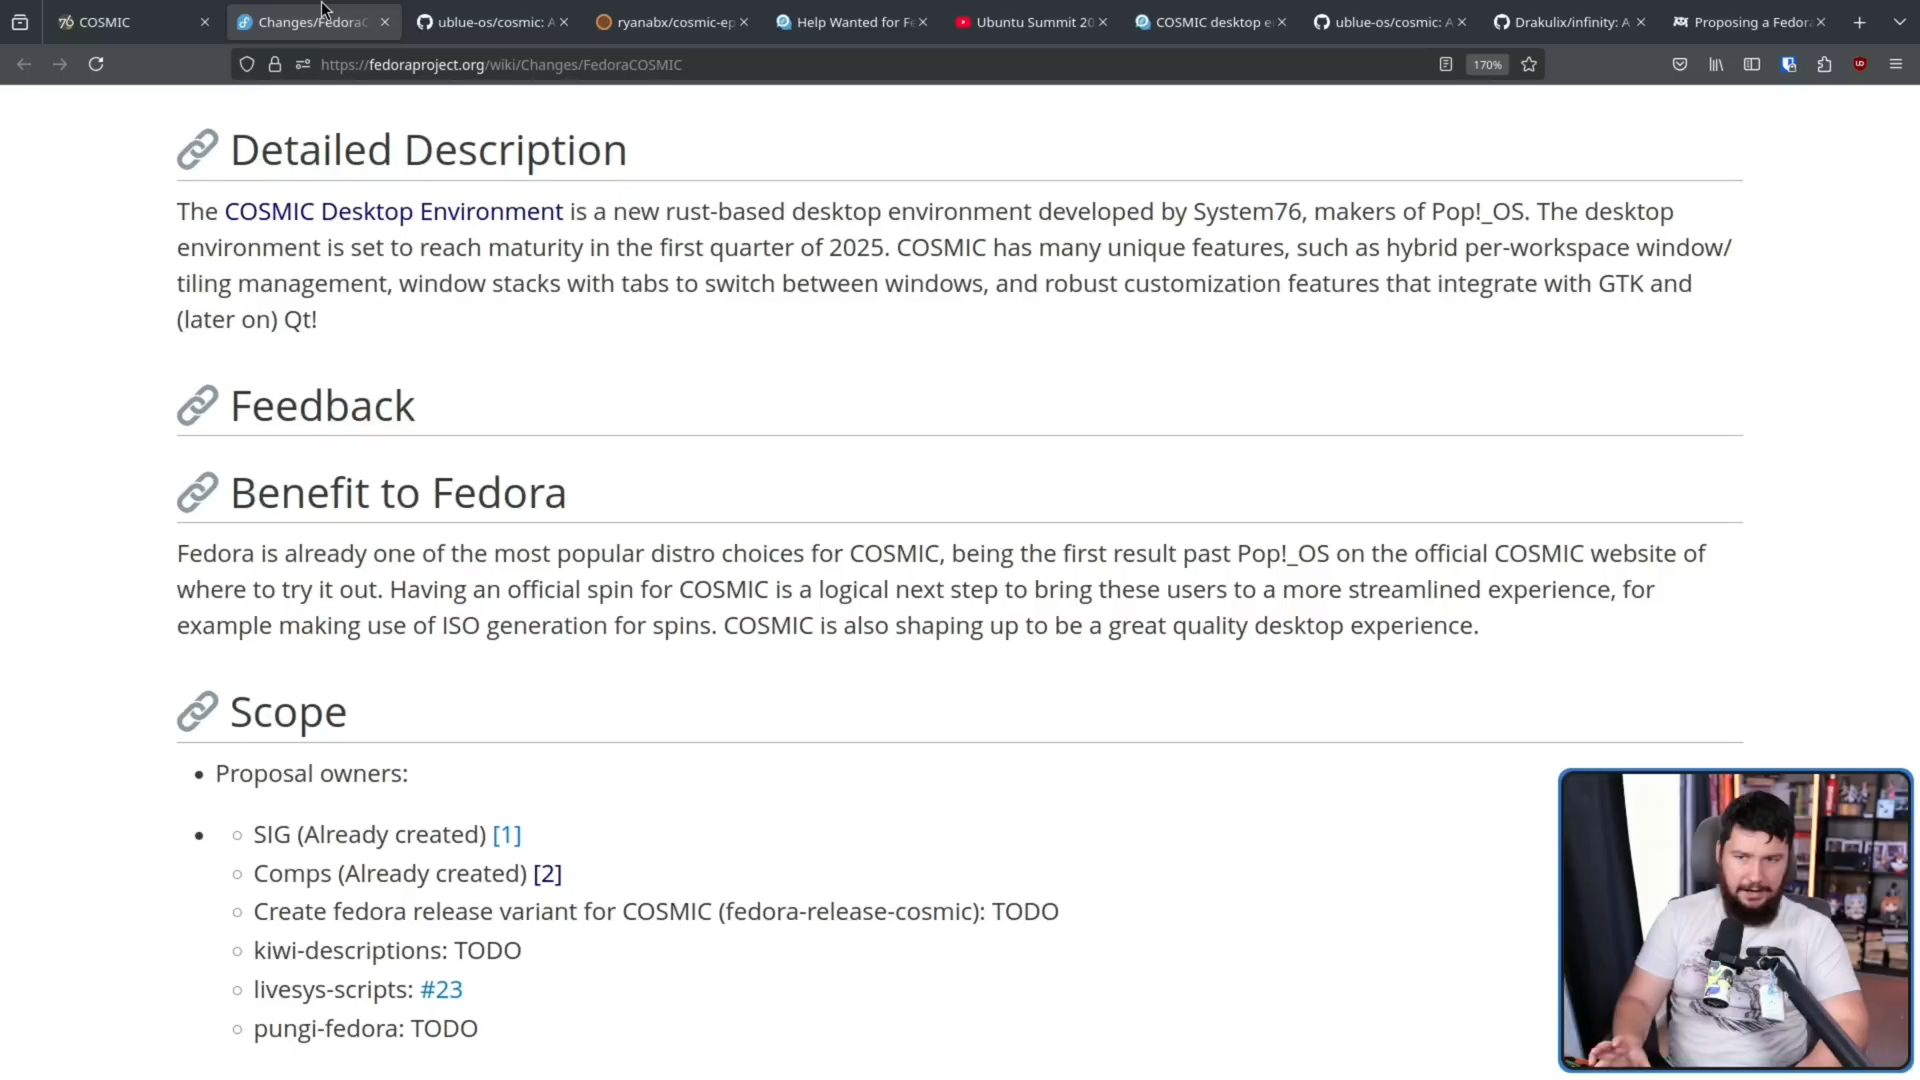 COSMIC
Changes/FedoraC
ublue-os/cosmic: A
ryanabx/cosmic-ep
Help Wanted for Fe
Ubuntu Summit 20
COSMIC desktop e
ublue-os/cosmic: A
Drakulix/infinity: A
Proposing a Fedor
https://fedoraproject.org/wiki/Changes/FedoraCOSMIC
170%
Detailed Description
The COSMIC Desktop Environment is a new rust-based desktop environment developed by System76, makers of Pop!_OS. The desktop
environment is set to reach maturity in the first quarter of 2025. COSMIC has many unique features, such as hybrid per-workspace window/
tiling management, window stacks with tabs to switch between windows, and robust customization features that integrate with GTK and
(later on) Qt!
Feedback
Benefit to Fedora
Fedora is already one of the most popular distro choices for COSMIC, being the first result past Pop!_OS on the official COSMIC website of
where to try it out. Having an official spin for COSMIC is a logical next step to bring these users to a more streamlined experience, for
example making use of ISO generation for spins. COSMIC is also shaping up to be a great quality desktop experience.
Scope
• Proposal owners:
• ○ SIG (Already created) [1]
○ Comps (Already created) [2]
○ Create fedora release variant for COSMIC (fedora-release-cosmic): TODO
○ kiwi-descriptions: TODO
○ livesys-scripts: #23
○ pungi-fedora: TODO